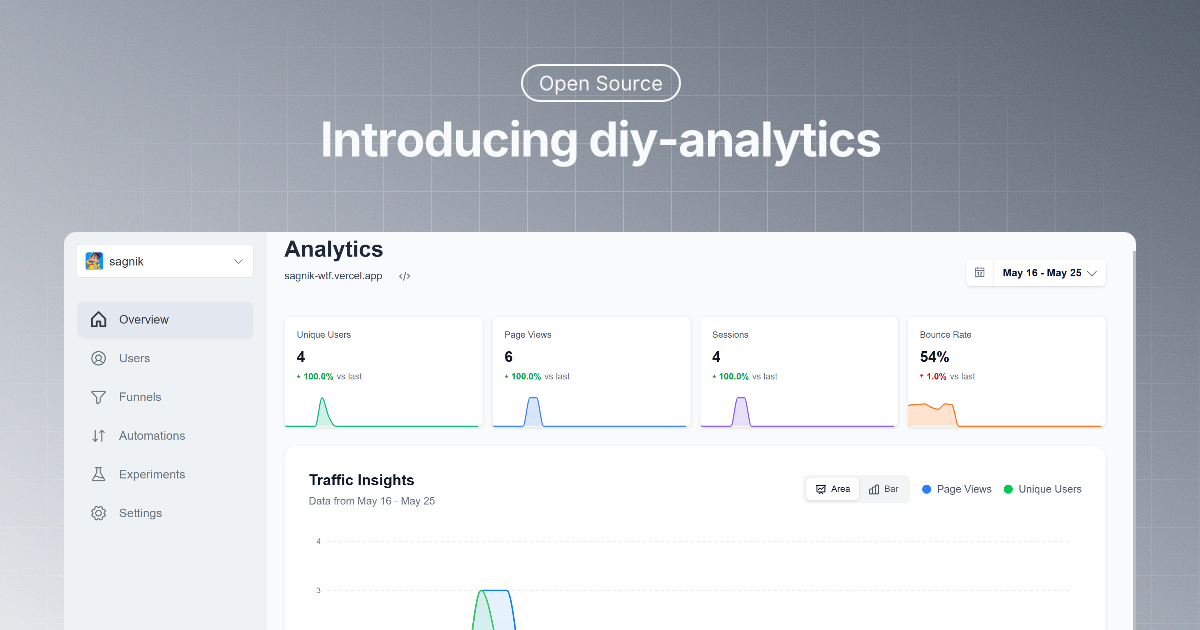 Open Source
Introducing diy-analytics
sagnik
Overview
Users
Funnels
Automations
Experiments
Settings
Analytics
sagnik-wtf.vercel.app </>
May 16 - May 25
Unique Users
4
100.0% vs last
Page Views
6
100.0% vs last
Sessions
4
100.0% vs last
Bounce Rate
54%
1.0% vs last
Traffic Insights
Data from May 16 - May 25
Area Bar Page Views Unique Users
4
3